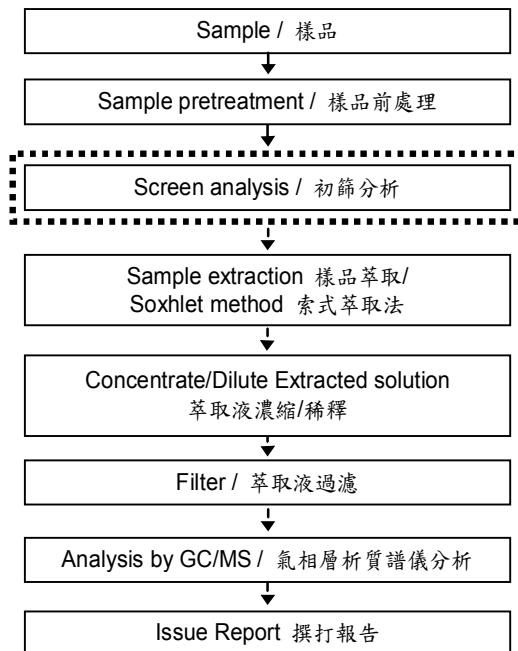 Sample / 樣品
Sample pretreatment / 樣品前處理
Screen analysis / 初篩分析
Sample extraction 樣品萃取/
Soxhlet method 索式萃取法
Concentrate/Dilute Extracted solution
萃取液濃縮/稀釋
Filter / 萃取液過濾
Analysis by GC/MS / 氣相層析質譜儀分析
Issue Report 撰打報告